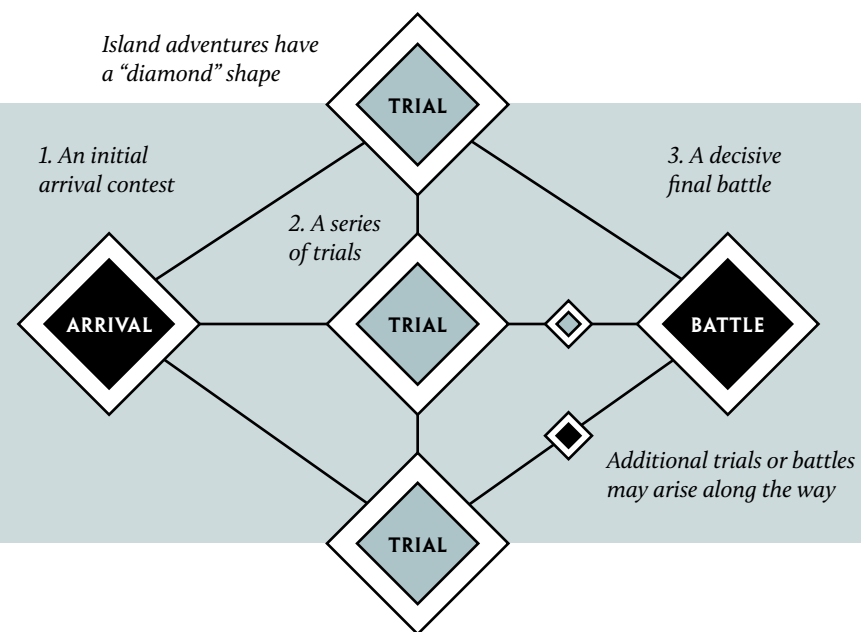 Island adventures have
a “diamond” shape
TRIAL
1. An initial
arrival contest
3. A decisive
final battle
2. A series
of trials
ARRIVAL
TRIAL
BATTLE
Additional trials or battles
may arise along the way
TRIAL